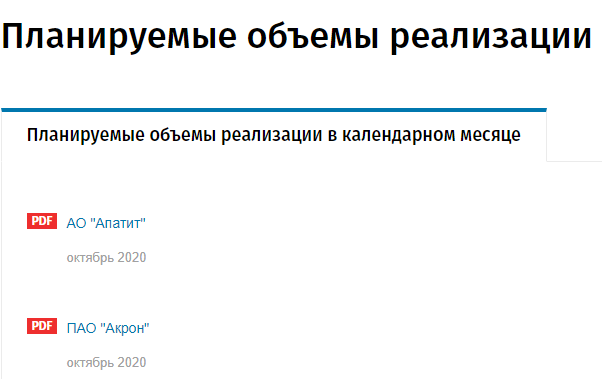 Планируемые объемы реализации
Планируемые объемы реализации в календарном месяце
PDF АО "Апатит"
октябрь 2020
PDF ПАО "Акрон"
октябрь 2020